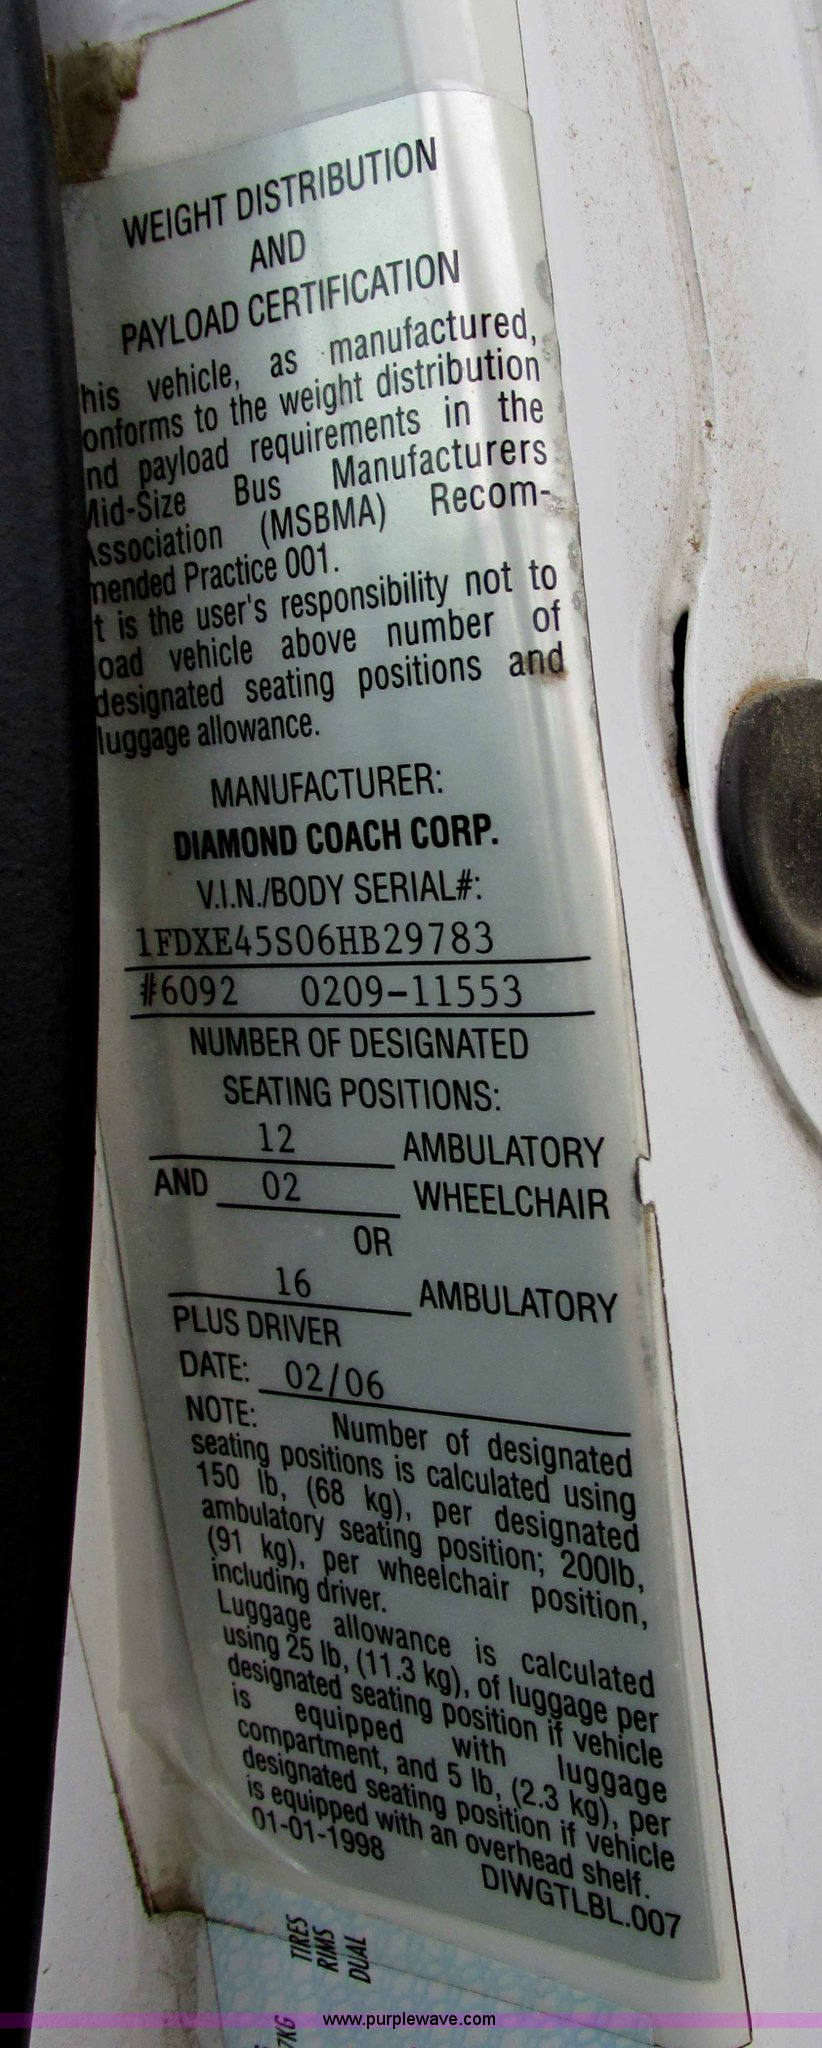 WEIGHT DISTRIBUTION
AND
PAYLOAD CERTIFICATION
his vehicle, as manufactured,
onforms to the weight distribution
nd payload requirements in the
Mid-Size Bus Manufacturers
Association (MSBMA) Recom-
mended Practice 001.
t is the user's responsibility not to
oad vehicle above number of
designated seating positions and
luggage allowance.
MANUFACTURER:
DIAMOND COACH CORP.
V.I.N./BODY SERIAL#:
1FDXE45S06HB29783
#6092 0209-11553
NUMBER OF DESIGNATED
SEATING POSITIONS:
12 AMBULATORY
AND 02 WHEELCHAIR
OR
16 AMBULATORY
PLUS DRIVER
DATE: 02/06
NOTE: Number of designated
seating positions is calculated using
150 lb, (68 kg), per designated
ambulatory seating position; 200lb,
(91 kg), per wheelchair position,
including driver.
Luggage allowance is calculated
using 25 lb, (11.3 kg), of luggage per
designated seating position if vehicle
is equipped with luggage
compartment, and 5 lb, (2.3 kg), per
designated seating position if vehicle
is equipped with an overhead shelf.
01-01-1998 DIWGTLBL.007
TIRES
RIMS
DUAL
7KG
www.purplewave.com